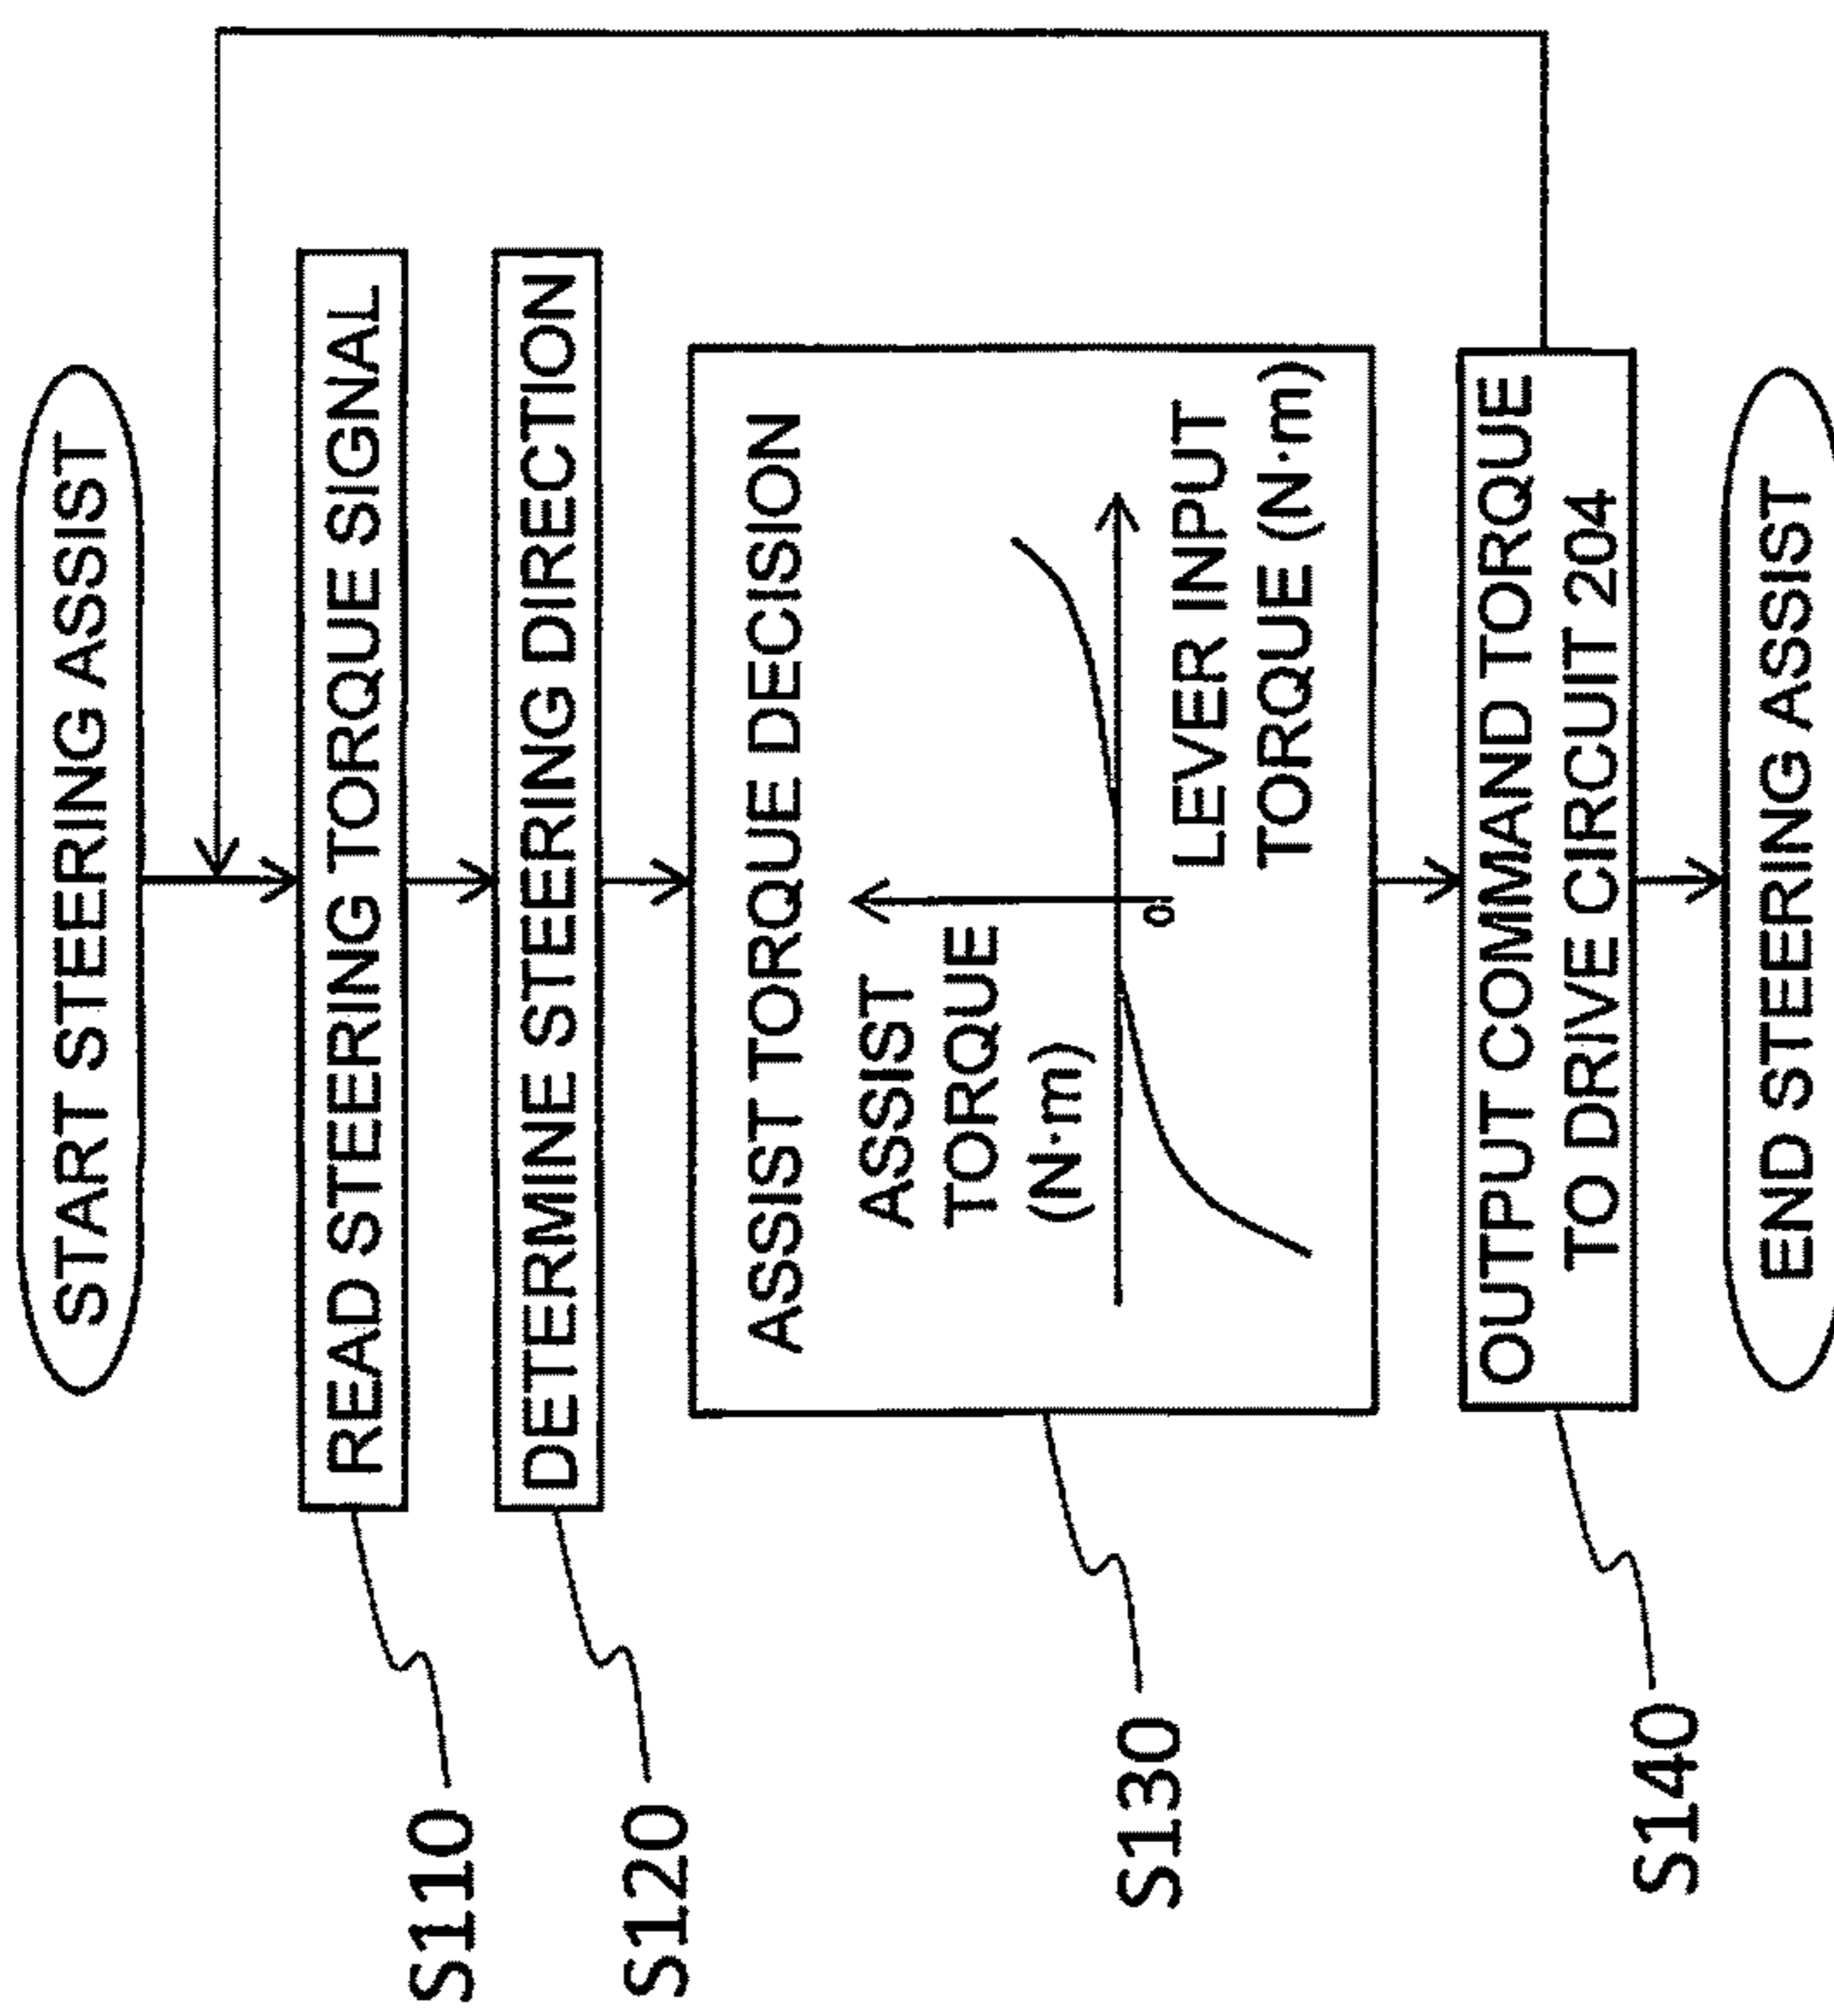 START STEERING ASSIST
S110
READ STEERING TORQUE SIGNAL
S120
DETERMINE STEERING DIRECTION
S130
ASSIST TORQUE DECISION
ASSIST
TORQUE
(N·m)
0
LEVER INPUT
TORQUE (N·m)
S140
OUTPUT COMMAND TORQUE
TO DRIVE CIRCUIT 204
END STEERING ASSIST